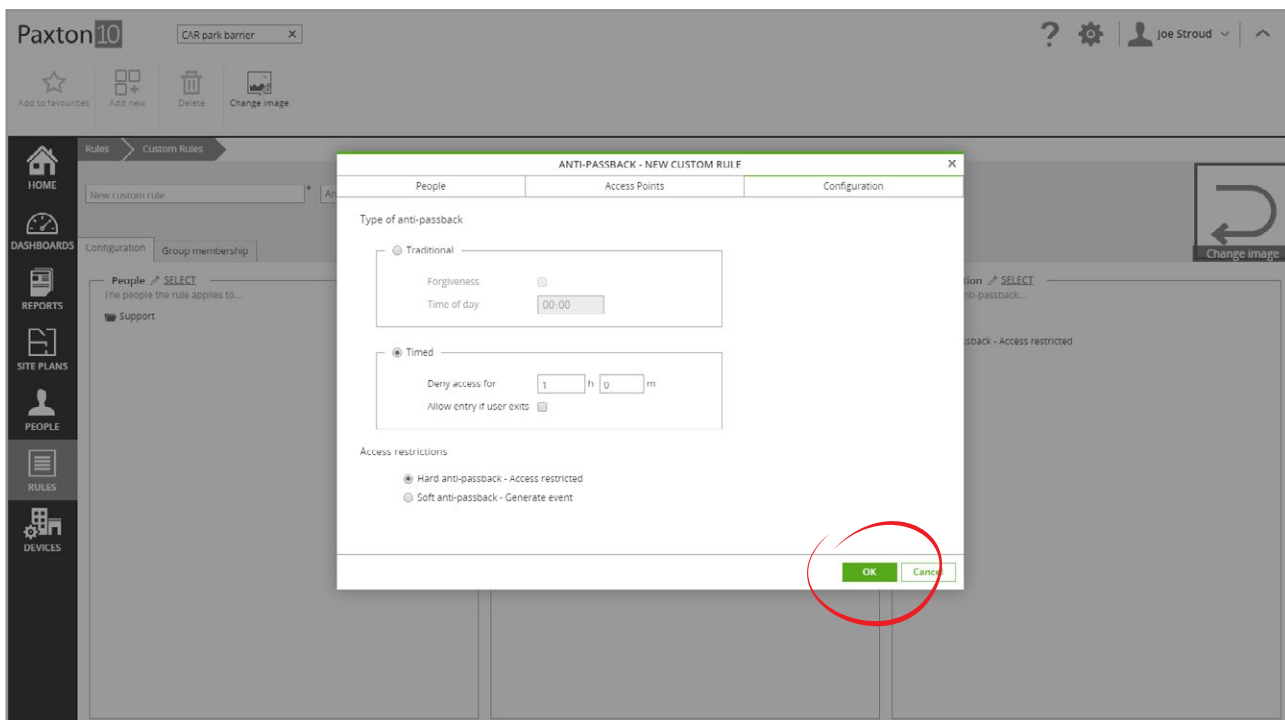 Paxton10
CAR park barrier X
? Joe Stroud
Add to favourites Add new Delete Change image
Rules Custom Rules
HOME
DASHBOARDS
REPORTS
SITE PLANS
PEOPLE
RULES
DEVICES
New custom rule * An
Configuration Group membership
People SELECT
The people the rule applies to...
Support
ANTI-PASSBACK - NEW CUSTOM RULE X
People Access Points Configuration
Type of anti-passback
Traditional
Forgiveness
Time of day 00:00
Timed
Deny access for 1 h 0 m
Allow entry if user exits
Access restrictions
Hard anti-passback - Access restricted
Soft anti-passback - Generate event
OK Cancel
Change image
tion SELECT
nti-passback...
ssback - Access restricted